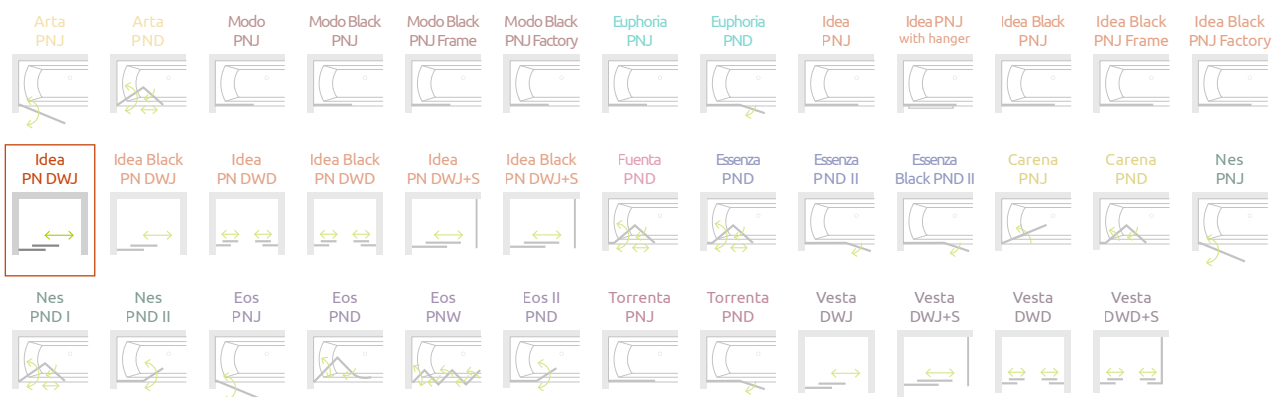 Arta
PNJ
Arta
PND
Modo
PNJ
Modo Black
PNJ
Modo Black
PNJ Frame
Modo Black
PNJ Factory
Euphoria
PNJ
Euphoria
PND
Idea
PNJ
Idea PNJ
with hanger
Idea Black
PNJ
Idea Black
PNJ Frame
Idea Black
PNJ Factory
Idea
PN DWJ
Idea Black
PN DWJ
Idea
PN DWD
Idea Black
PN DWD
Idea
PN DWJ+S
Idea Black
PN DWJ+S
Fuenta
PND
Essenza
PND
Essenza
PND II
Essenza
Black PND II
Carena
PNJ
Carena
PND
Nes
PNJ
Nes
PND I
Nes
PND II
Eos
PNJ
Eos
PND
Eos
PNW
Eos II
PND
Torrenta
PNJ
Torrenta
PND
Vesta
DWJ
Vesta
DWJ+S
Vesta
DWD
Vesta
DWD+S